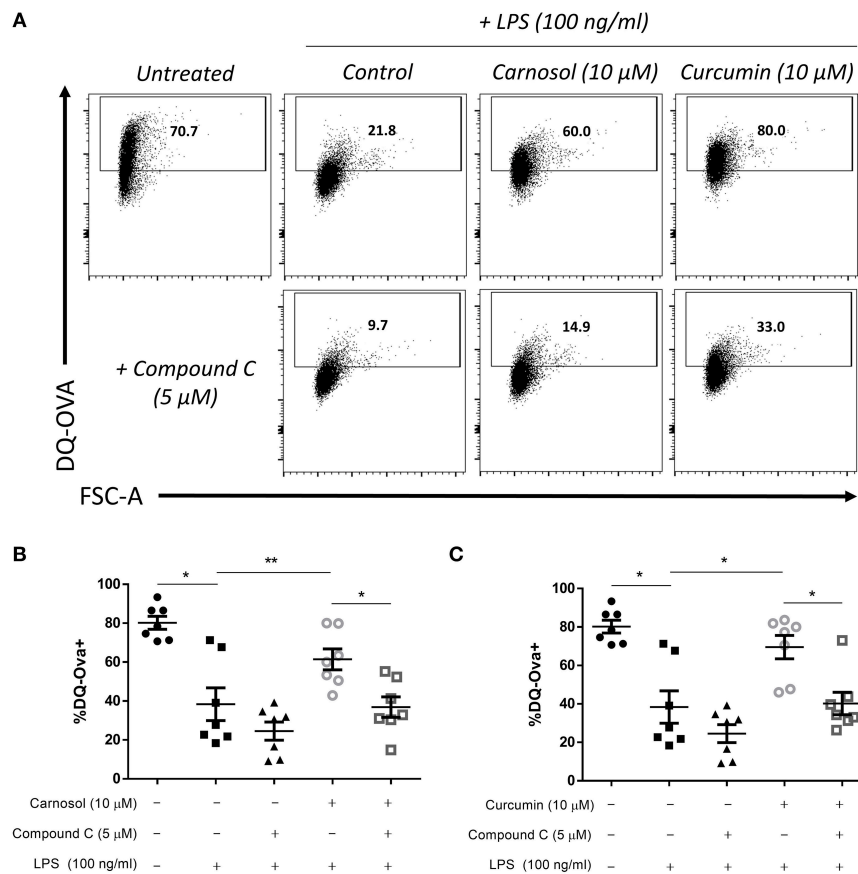 A
+ LPS (100 ng/ml)
Untreated Control Carnosol (10 µM) Curcumin (10 µM)
70.7 21.8 60.0 80.0
9.7 14.9 33.0
+ Compound C
(5 µM)
DQ-OVA
FSC-A
B
* ** *
100
80
60
40
20
0
%DQ-Ova+
Carnosol (10 µM) – – – + +
Compound C (5 µM) – – + – +
LPS (100 ng/ml) – + + + +
C
* * *
100
80
60
40
20
0
%DQ-Ova+
Curcumin (10 µM) – – – + +
Compound C (5 µM) – – + – +
LPS (100 ng/ml) – + + + +